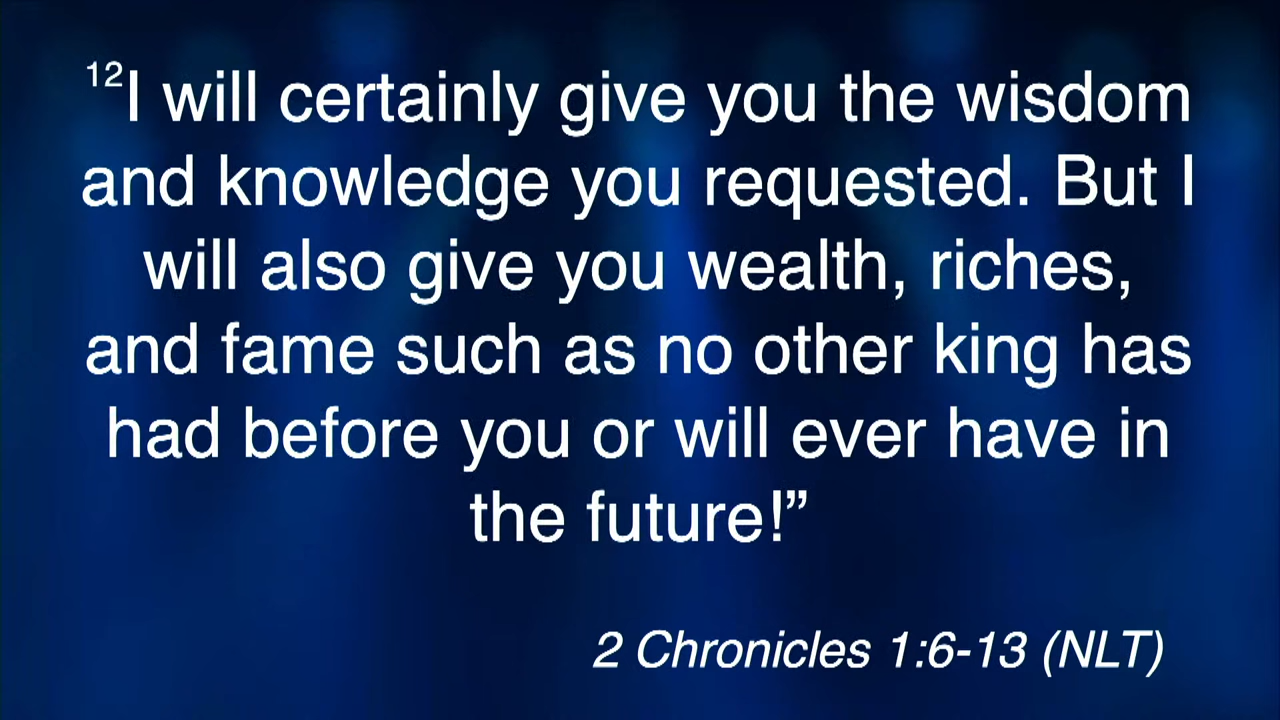 12I will certainly give you the wisdom
and knowledge you requested. But I
will also give you wealth, riches,
and fame such as no other king has
had before you or will ever have in
the future!”
2 Chronicles 1:6-13 (NLT)